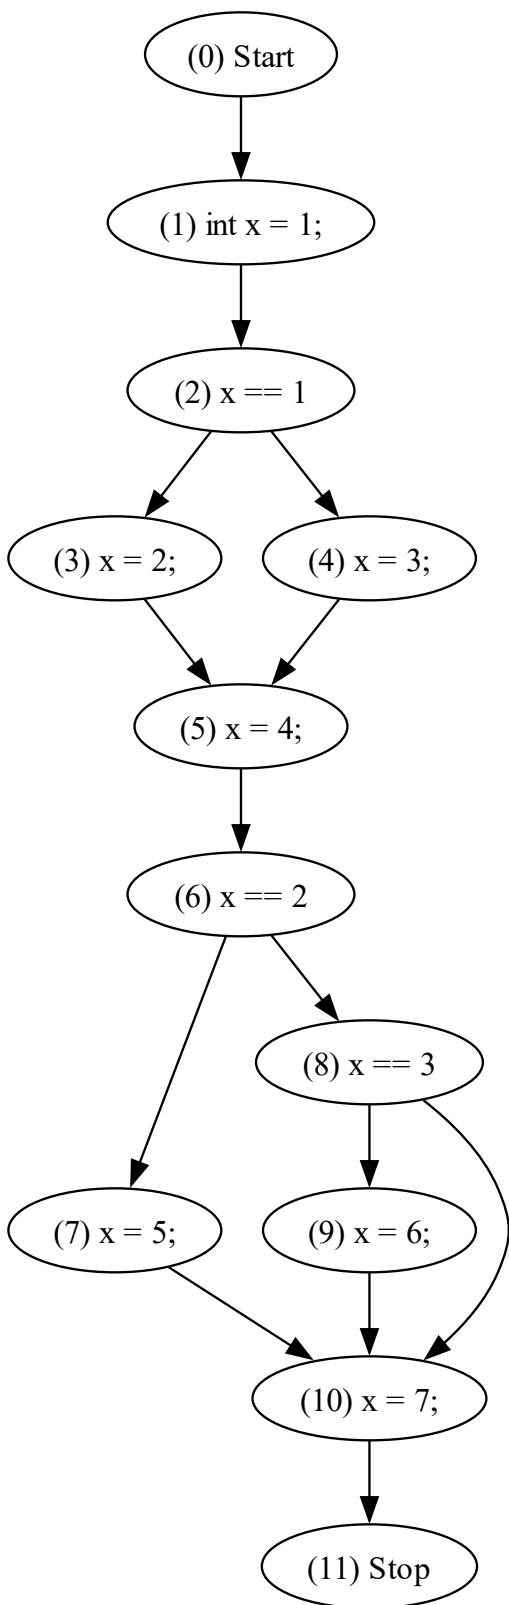 (0) Start
(1) int x = 1;
(2) x == 1
(3) x = 2;
(4) x = 3;
(5) x = 4;
(6) x == 2
(8) x == 3
(7) x = 5;
(9) x = 6;
(10) x = 7;
(11) Stop